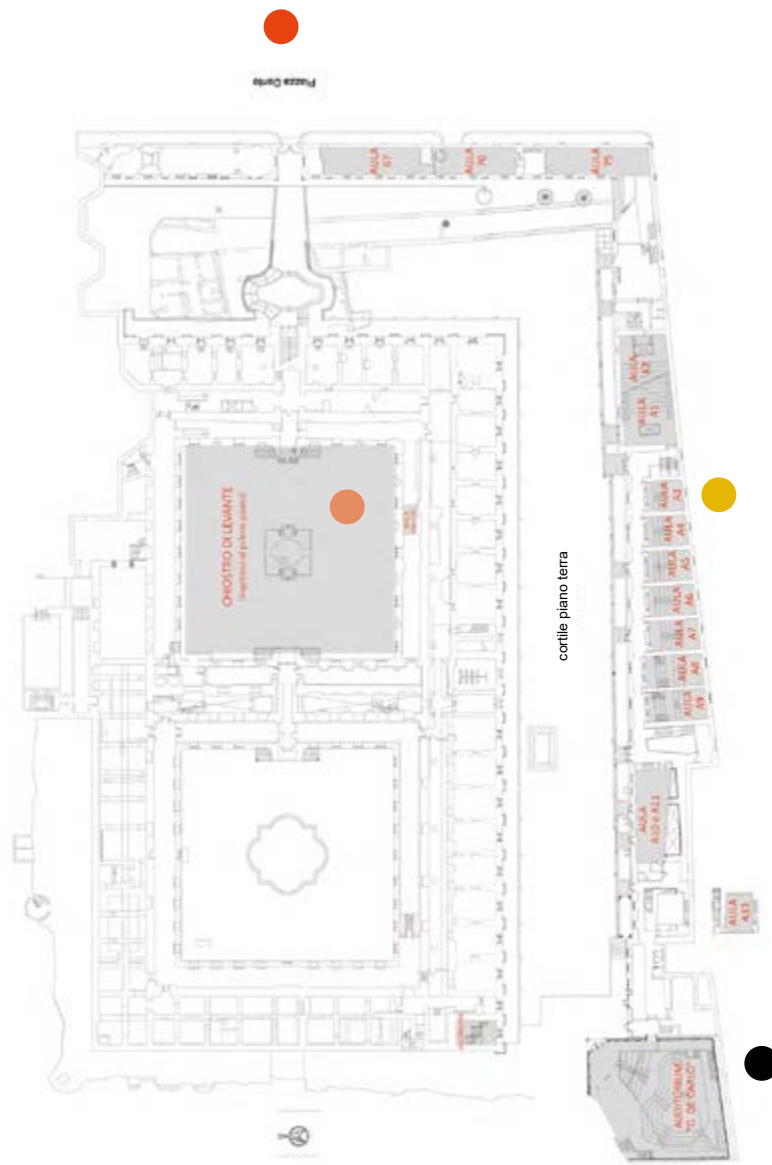 Piazza Dante
AULA
67
AULA
70
AULA
75
AULA
A2
AULA
A1
CHIOSTRO DI LEVANTE
AULA
A3
AULA
A4
AULA
A5
AULA
A6
AULA
A7
AULA
A8
AULA
A9
cortile piano terra
AULA
A10 e A11
AULA
A13
AUDITORIUM
"G. DE CARLO"